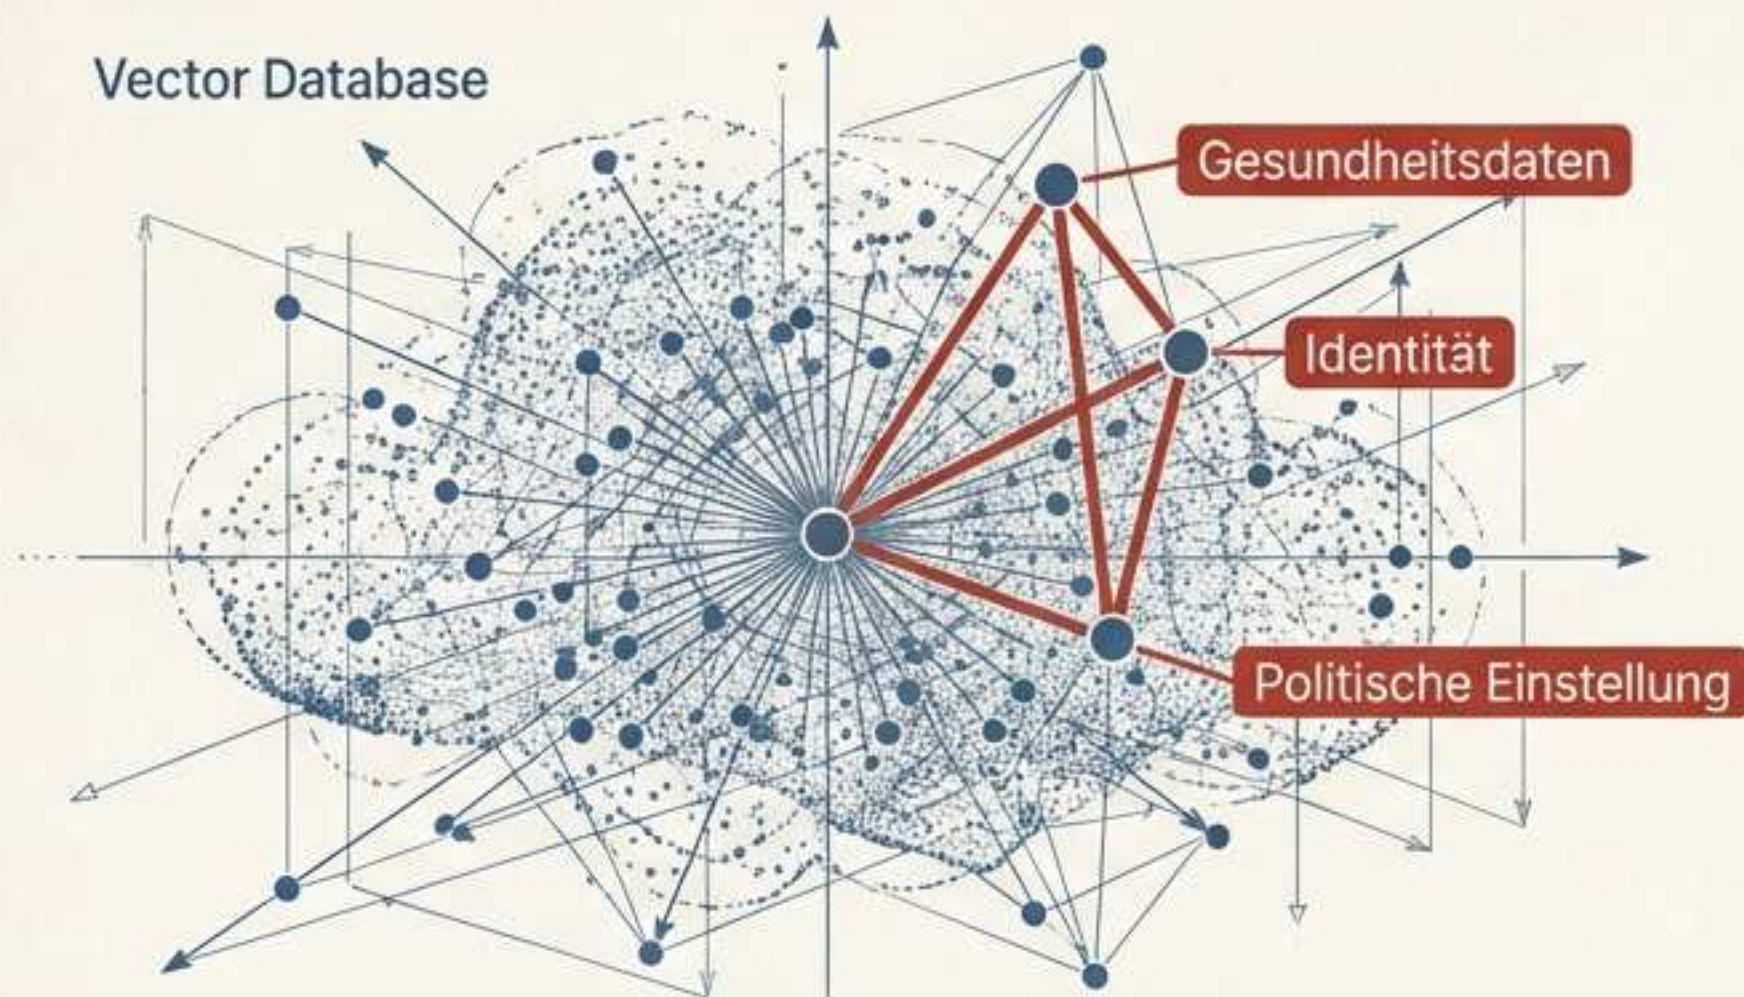 Vector Database
Gesundheitsdaten
Identität
Politische Einstellung